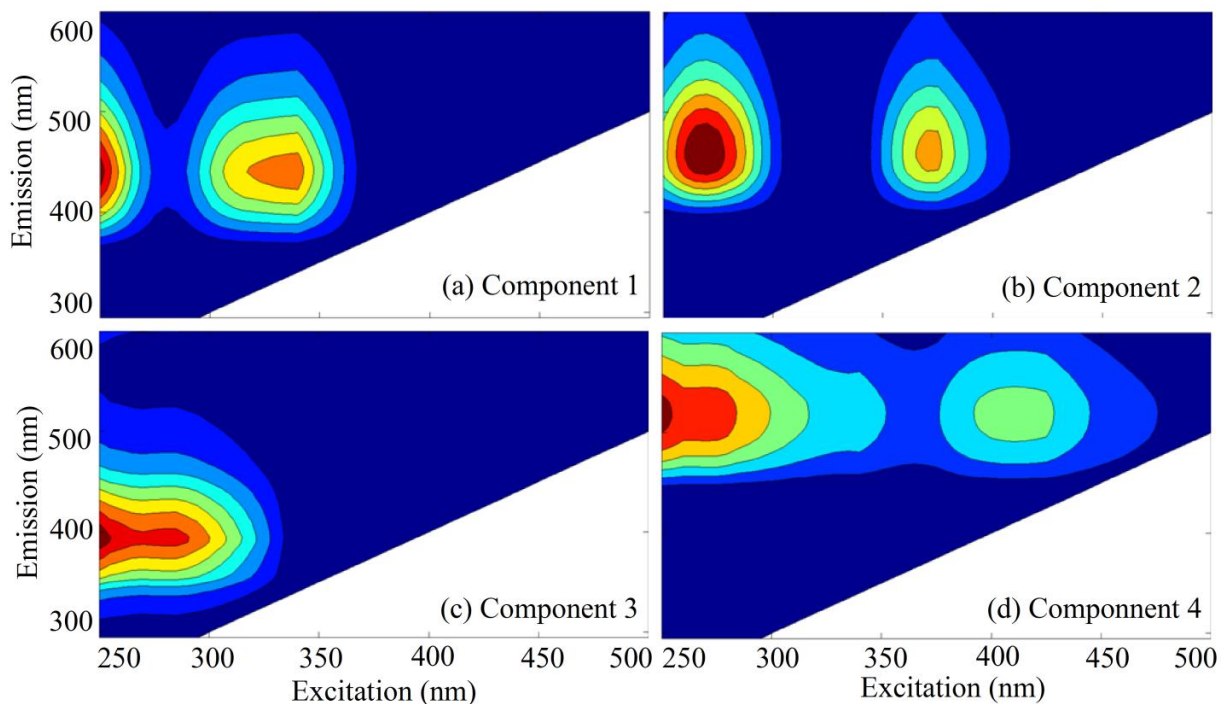 600
500
400
300
Emission (nm)
(a) Component 1
(b) Component 2
600
500
400
300
Emission (nm)
(c) Component 3
(d) Componnent 4
250 300 350 400 450 500
250 300 350 400 450 500
Excitation (nm)
Excitation (nm)